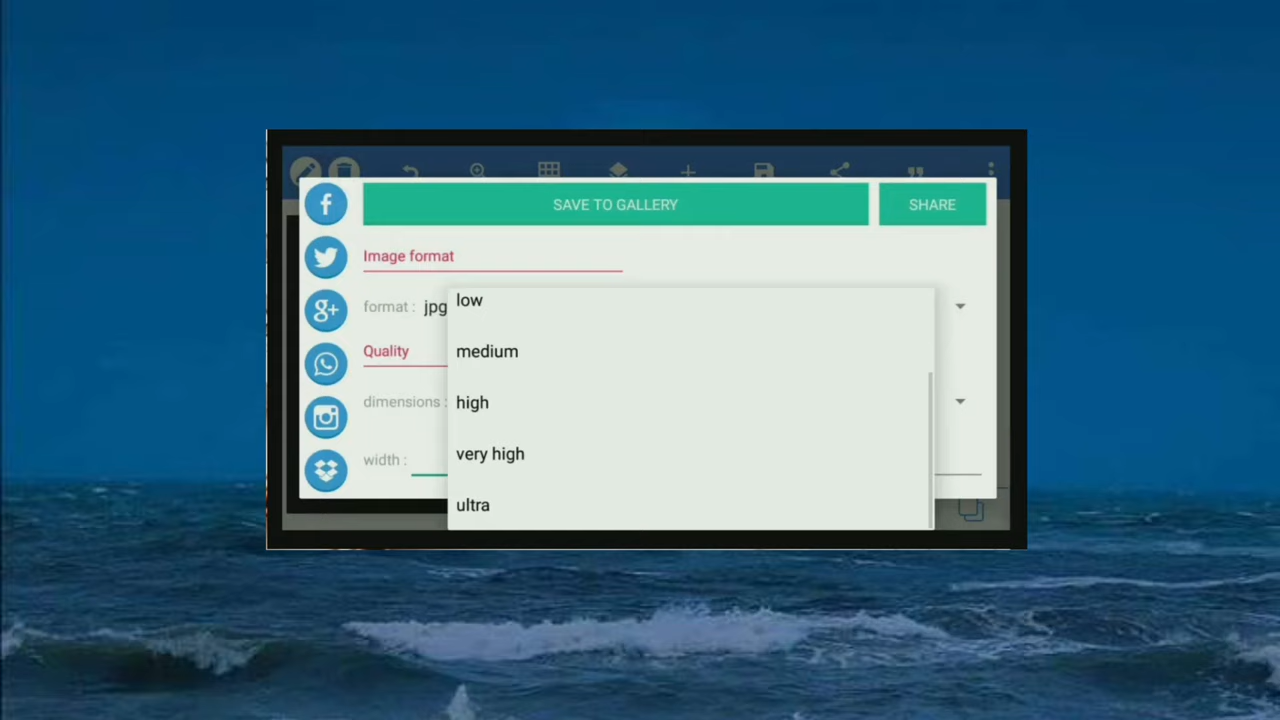 SAVE TO GALLERY SHARE
Image format
format : jpg
low
Quality
medium
dimensions :
high
width :
very high
ultra